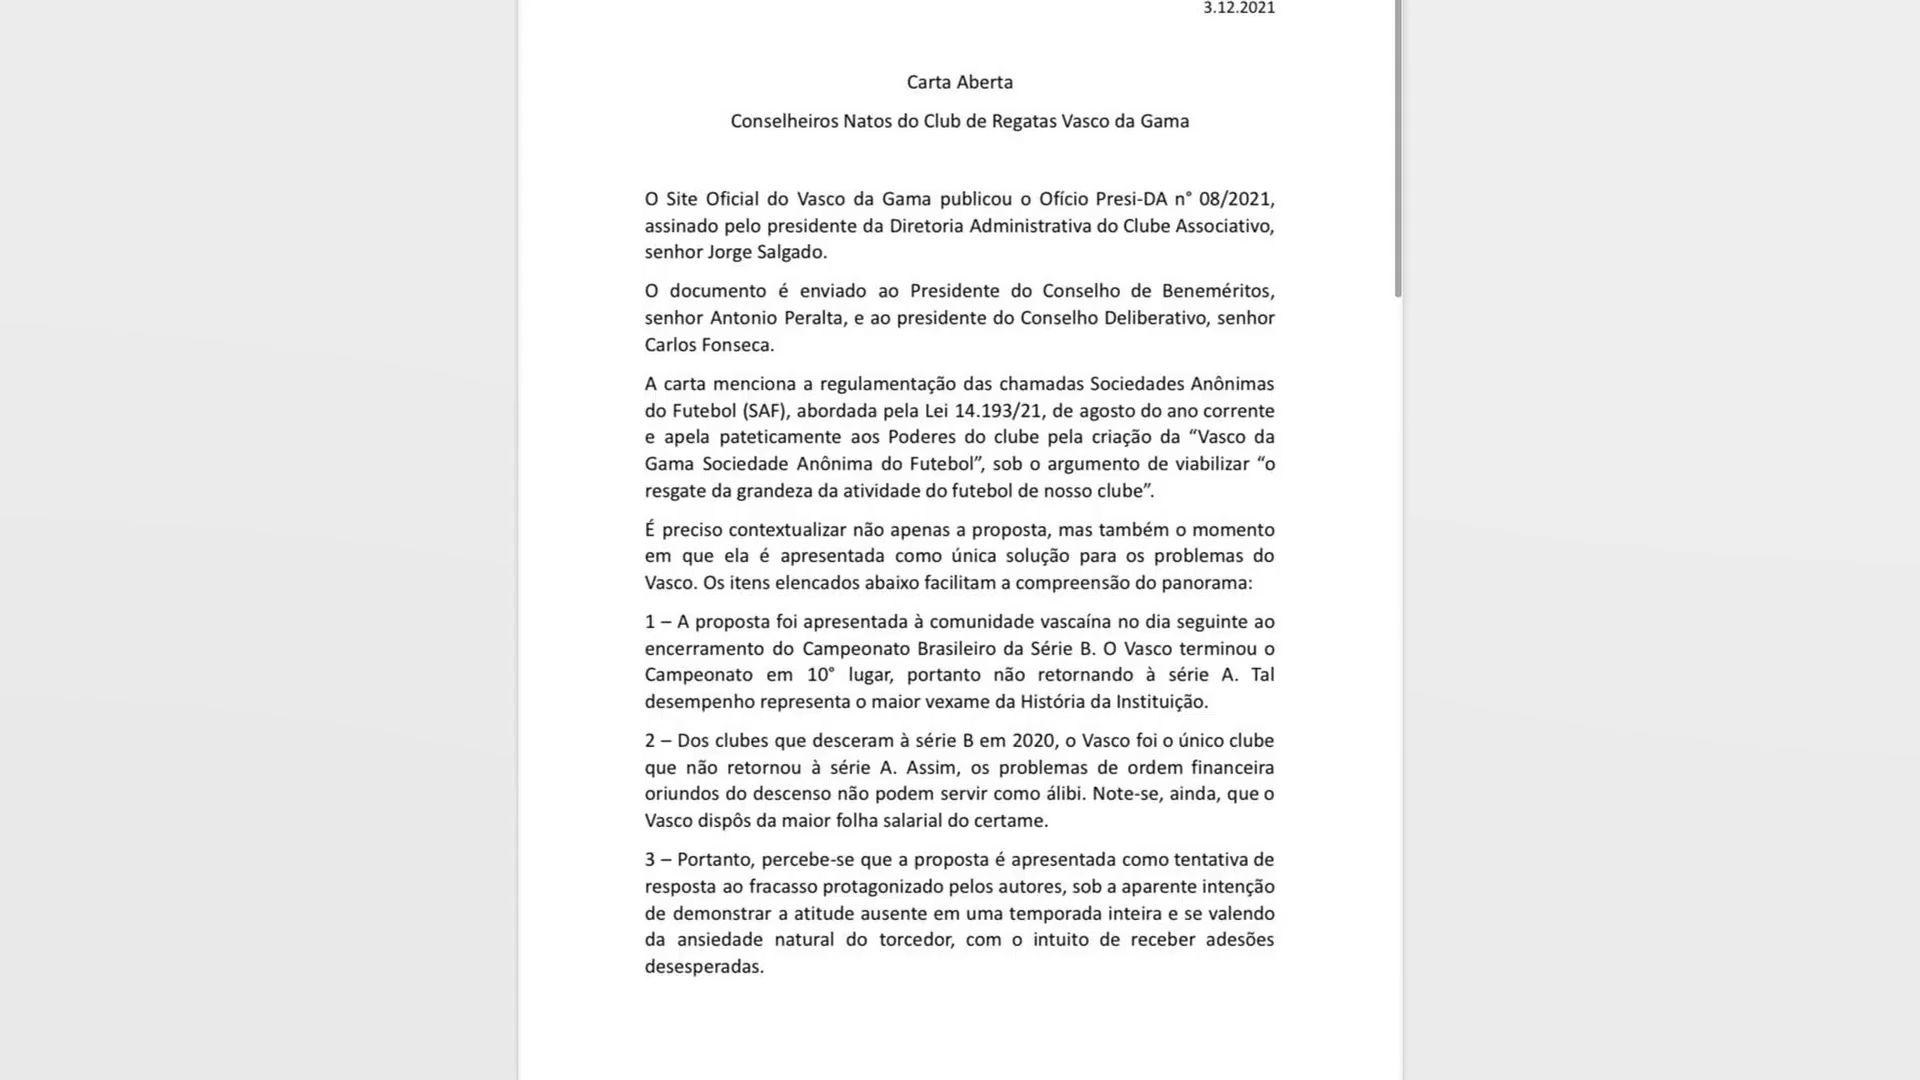 3.12.2021
Carta Aberta
Conselheiros Natos do Club de Regatas Vasco da Gama
O Site Oficial do Vasco da Gama publicou o Ofício Presi-DA n° 08/2021,
assinado pelo presidente da Diretoria Administrativa do Clube Associativo,
senhor Jorge Salgado.
O documento é enviado ao Presidente do Conselho de Beneméritos,
senhor Antonio Peralta, e ao presidente do Conselho Deliberativo, senhor
Carlos Fonseca.
A carta menciona a regulamentação das chamadas Sociedades Anônimas
do Futebol (SAF), abordada pela Lei 14.193/21, de agosto do ano corrente
e apela pateticamente aos Poderes do clube pela criação da “Vasco da
Gama Sociedade Anônima do Futebol”, sob o argumento de viabilizar “o
resgate da grandeza da atividade do futebol de nosso clube”.
É preciso contextualizar não apenas a proposta, mas também o momento
em que ela é apresentada como única solução para os problemas do
Vasco. Os itens elencados abaixo facilitam a compreensão do panorama:
1 – A proposta foi apresentada à comunidade vascaína no dia seguinte ao
encerramento do Campeonato Brasileiro da Série B. O Vasco terminou o
Campeonato em 10° lugar, portanto não retornando à série A. Tal
desempenho representa o maior vexame da História da Instituição.
2 – Dos clubes que desceram à série B em 2020, o Vasco foi o único clube
que não retornou à série A. Assim, os problemas de ordem financeira
oriundos do descenso não podem servir como álibi. Note-se, ainda, que o
Vasco dispôs da maior folha salarial do certame.
3 – Portanto, percebe-se que a proposta é apresentada como tentativa de
resposta ao fracasso protagonizado pelos autores, sob a aparente intenção
de demonstrar a atitude ausente em uma temporada inteira e se valendo
da ansiedade natural do torcedor, com o intuito de receber adesões
desesperadas.